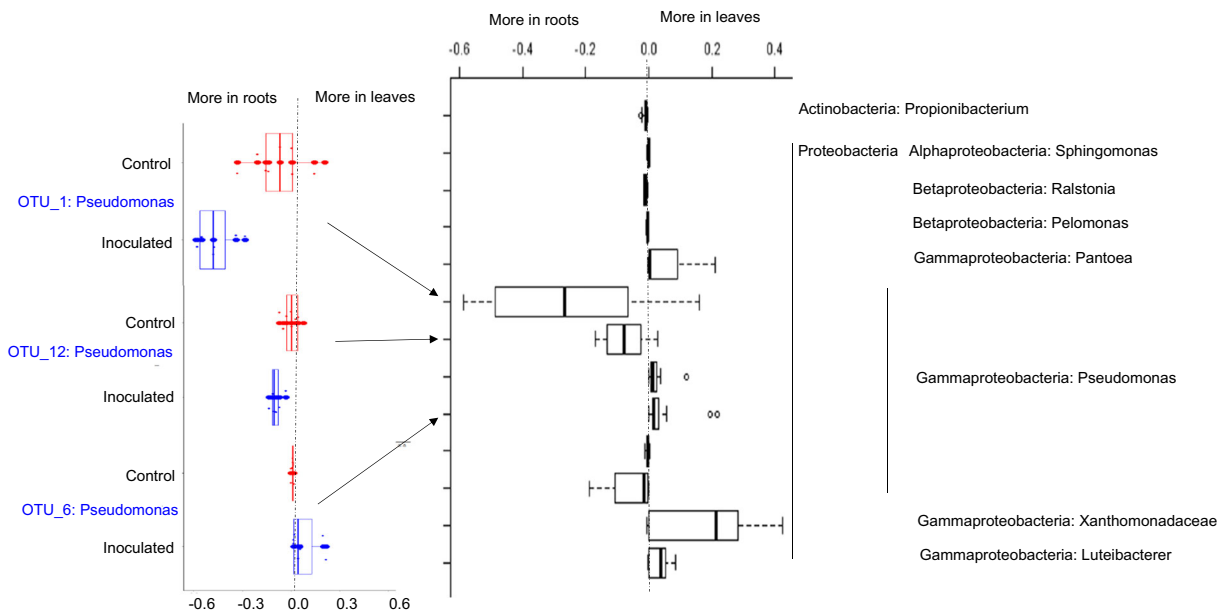 More in roots
More in leaves
-0.6 -0.4 -0.2 0.0 0.2 0.4
More in roots
More in leaves
Control
OTU_1: Pseudomonas
Inoculated
Control
OTU_12: Pseudomonas
Inoculated
Control
OTU_6: Pseudomonas
Inoculated
-0.6 -0.3 0.0 0.3 0.6
Actinobacteria: Propionibacterium
Proteobacteria
Alphaproteobacteria: Sphingomonas
Betaproteobacteria: Ralstonia
Betaproteobacteria: Pelomonas
Gammaproteobacteria: Pantoea
Gammaproteobacteria: Pseudomonas
Gammaproteobacteria: Xanthomonadaceae
Gammaproteobacteria: Luteibacterer